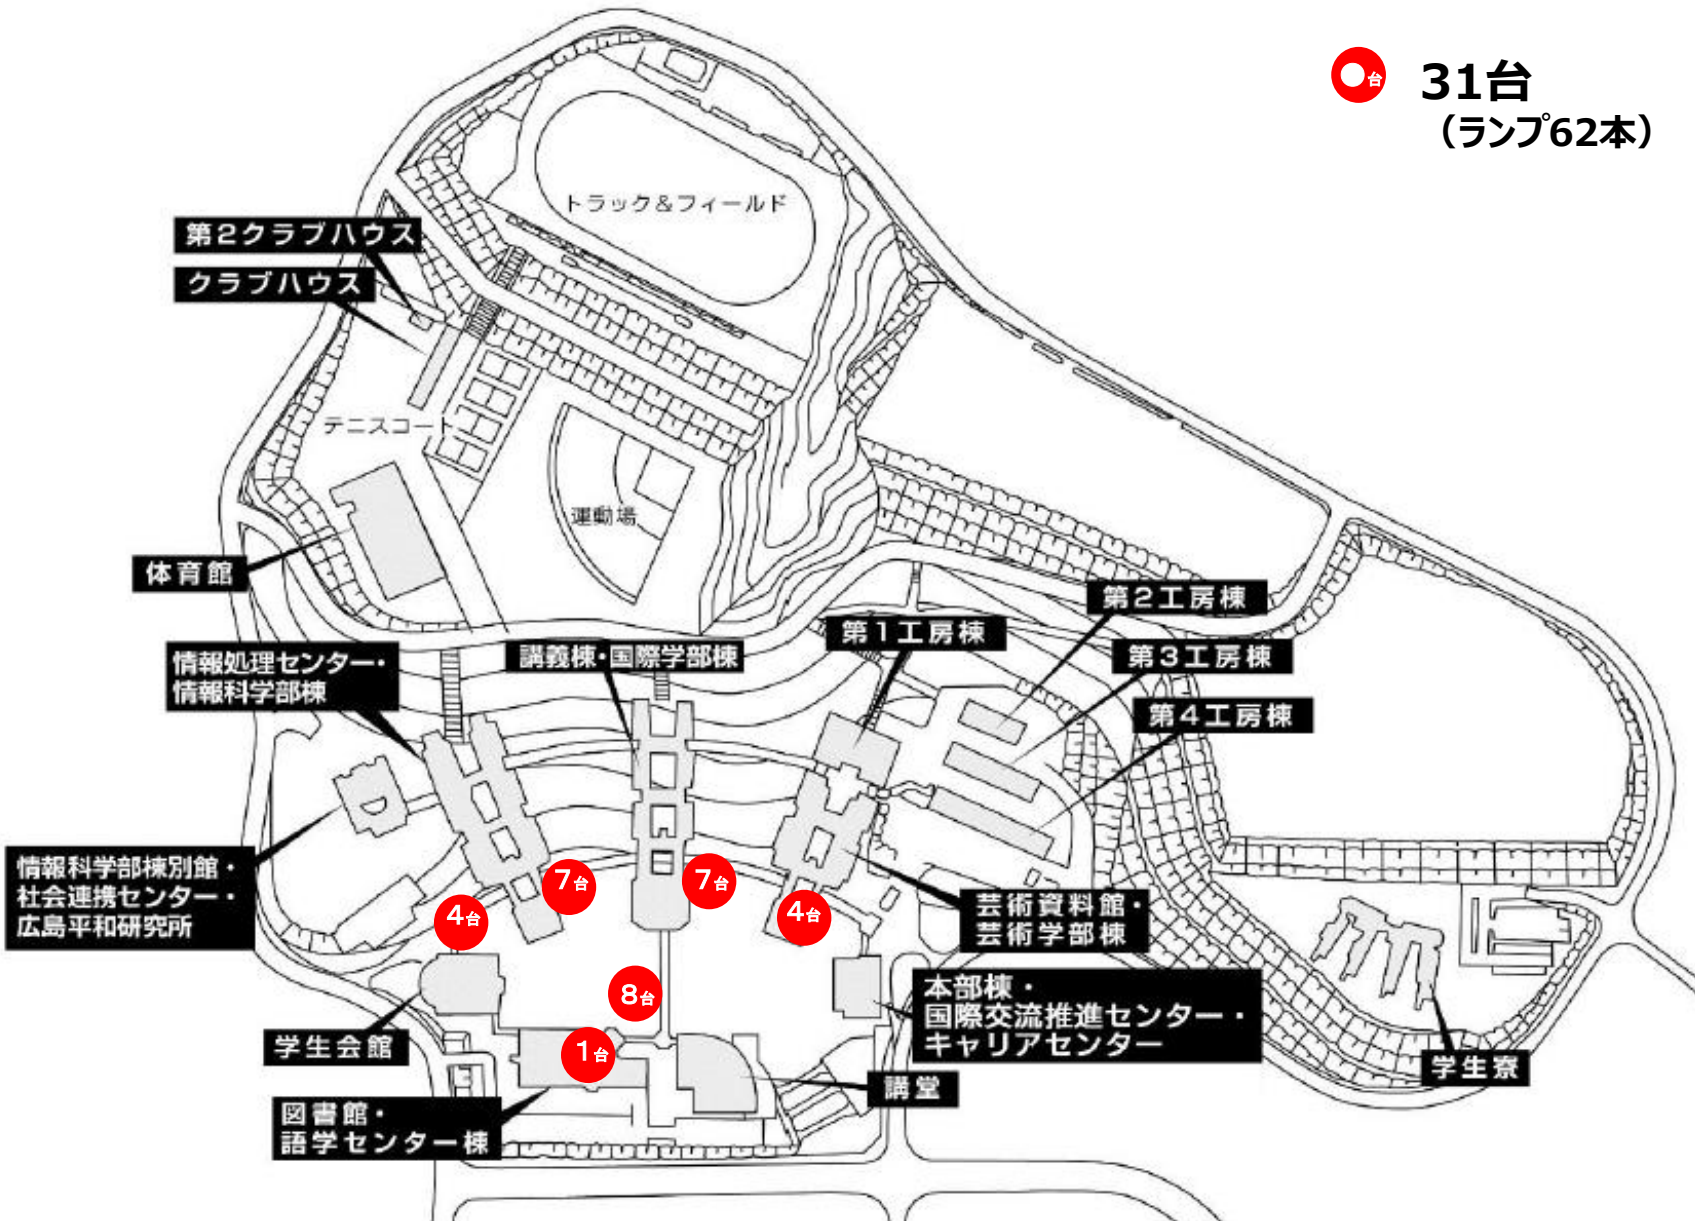 台 31台
（ランプ62本）
トラック&フィールド
第2クラブハウス
クラブハウス
テニスコート
運動場
体育館
第2工房棟
第1工房棟
第3工房棟
講義棟・国際学部棟
情報処理センター・
情報科学部棟
第4工房棟
情報科学部棟別館・
社会連携センター・
広島平和研究所
7台
7台
4台
4台
芸術資料館・
芸術学部棟
8台
本部棟・
国際交流推進センター・
キャリアセンター
学生会館
1台
学生寮
講堂
図書館・
語学センター棟